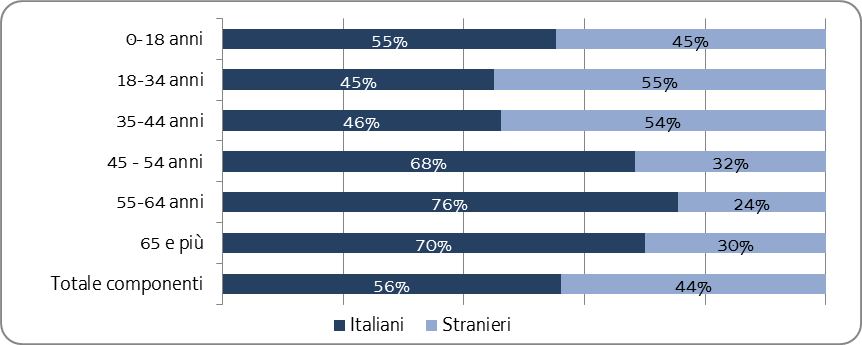 0-18 anni 55% 45%
18-34 anni 45% 55%
35-44 anni 46% 54%
45 - 54 anni 68% 32%
55-64 anni 76% 24%
65 e più 70% 30%
Totale componenti 56% 44%
Italiani Stranieri